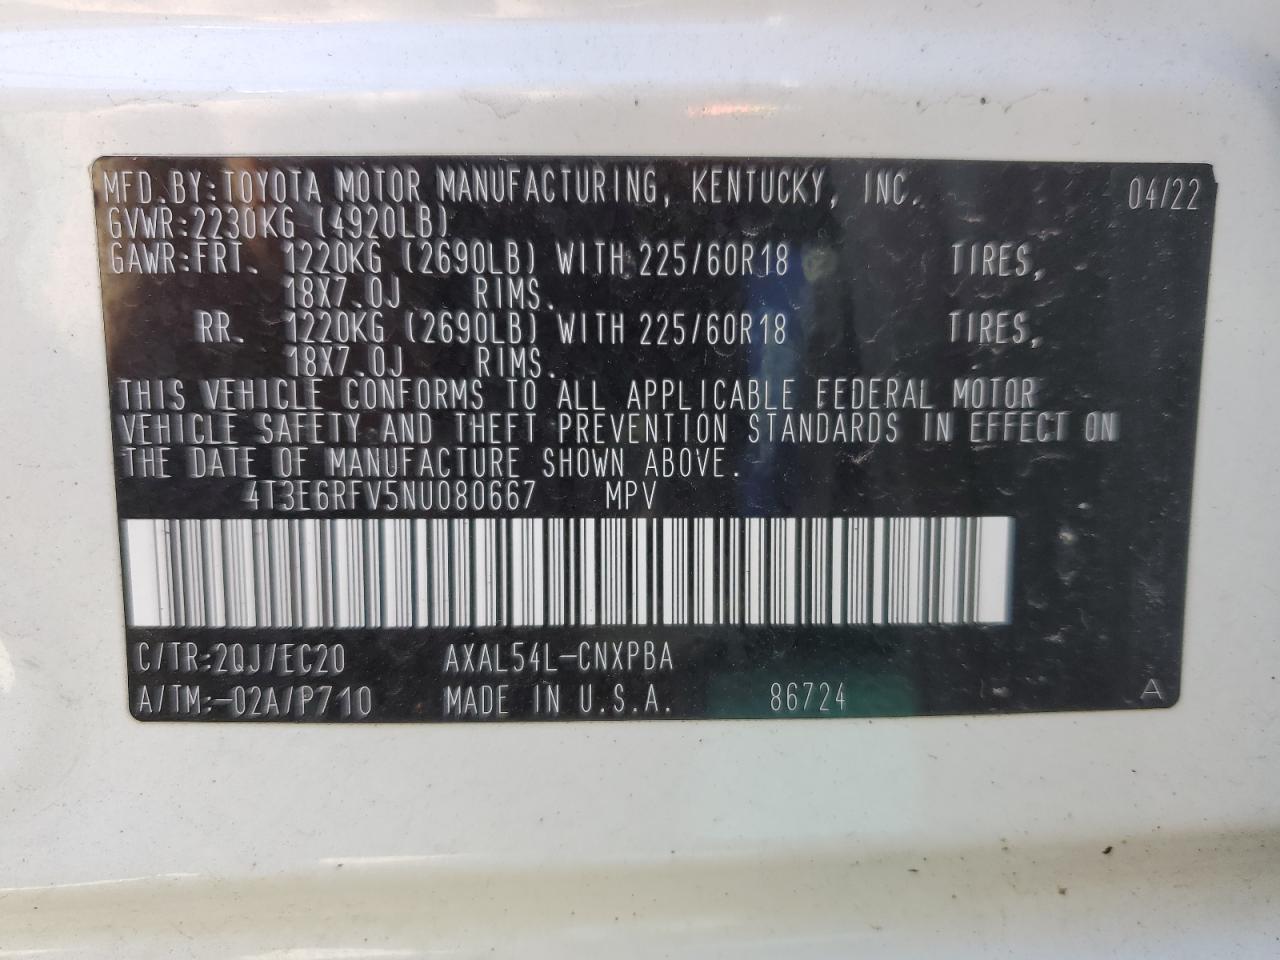 MFD.BY:TOYOTA MOTOR MANUFACTURING, KENTUCKY, INC. 04/22
GVWR:2230KG (4920LB)
GAWR:FRT. 1220KG (2690LB) WITH 225/60R18 TIRES,
18X7.0J RIMS.
RR. 1220KG (2690LB) WITH 225/60R18 TIRES,
18X7.0J RIMS.
THIS VEHICLE CONFORMS TO ALL APPLICABLE FEDERAL MOTOR
VEHICLE SAFETY AND THEFT PREVENTION STANDARDS IN EFFECT ON
THE DATE OF MANUFACTURE SHOWN ABOVE.
4T3E6RFV5NU080667 MPV
C/TR:2QJ/EC20 AXAL54L-CNXPBA
A/TM:-02A/P710 MADE IN U.S.A. 86724 A